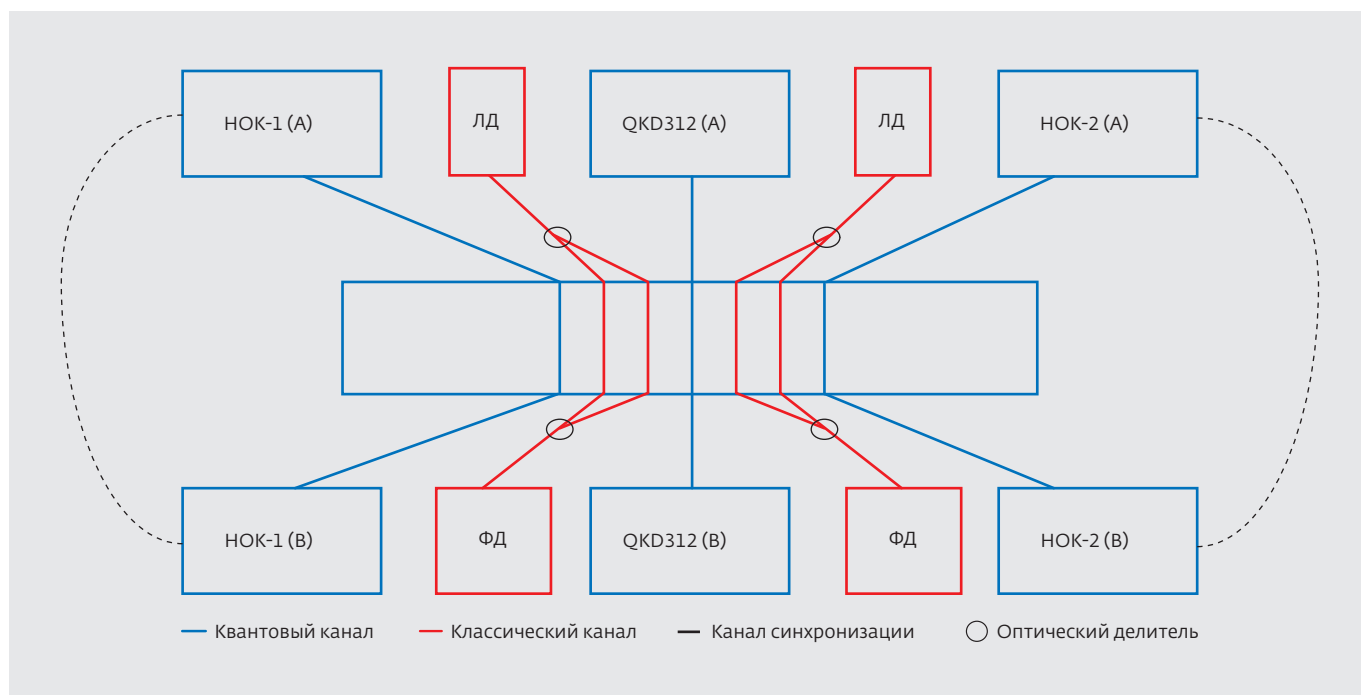 НОК-1 (А)
ЛД
QKD312 (А)
ЛД
НОК-2 (А)
НОК-1 (В)
ФД
QKD312 (В)
ФД
НОК-2 (В)
Квантовый канал
Классический канал
Канал синхронизации
Оптический делитель